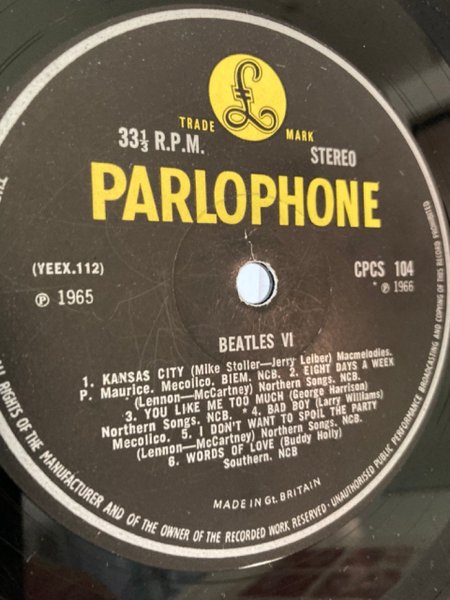 £
TRADE MARK
33⅓ R.P.M. STEREO
PARLOPHONE
(YEEX.112) CPCS 104
℗ 1965 * ℗ 1966
BEATLES VI
1. KANSAS CITY (Mike Stoller—Jerry Leiber) Macmelodies.
P. Maurice. Mecolico, BIEM. NCB. 2. EIGHT DAYS A WEEK
(Lennon—McCartney) Northern Songs. NCB.
3. YOU LIKE ME TOO MUCH (George Harrison)
Northern Songs. NCB. * 4. BAD BOY (Larry Williams)
Mecolico. 5. I DON'T WANT TO SPOIL THE PARTY
(Lennon—McCartney) Northern Songs. NCB.
6. WORDS OF LOVE (Buddy Holly)
Southern. NCB
MADE IN Gt. BRITAIN
ALL RIGHTS OF THE MANUFACTURER AND OF THE OWNER OF THE RECORDED WORK RESERVED · UNAUTHORISED PUBLIC PERFORMANCE BROADCASTING AND COPYING OF THIS RECORD PROHIBITED